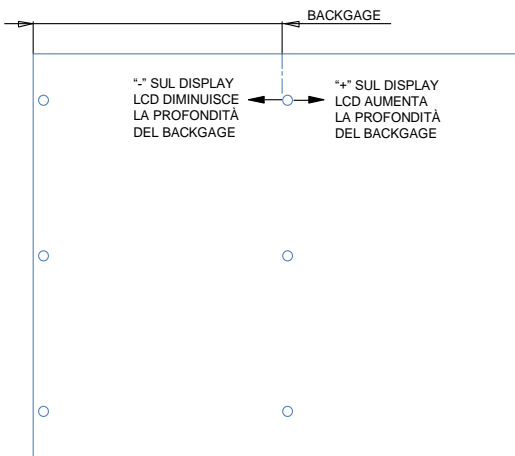 BACKGAGE
“-” SUL DISPLAY
LCD DIMINUISCE
LA PROFONDITÀ
DEL BACKGAGE
“+” SUL DISPLAY
LCD AUMENTA
LA PROFONDITÀ
DEL BACKGAGE